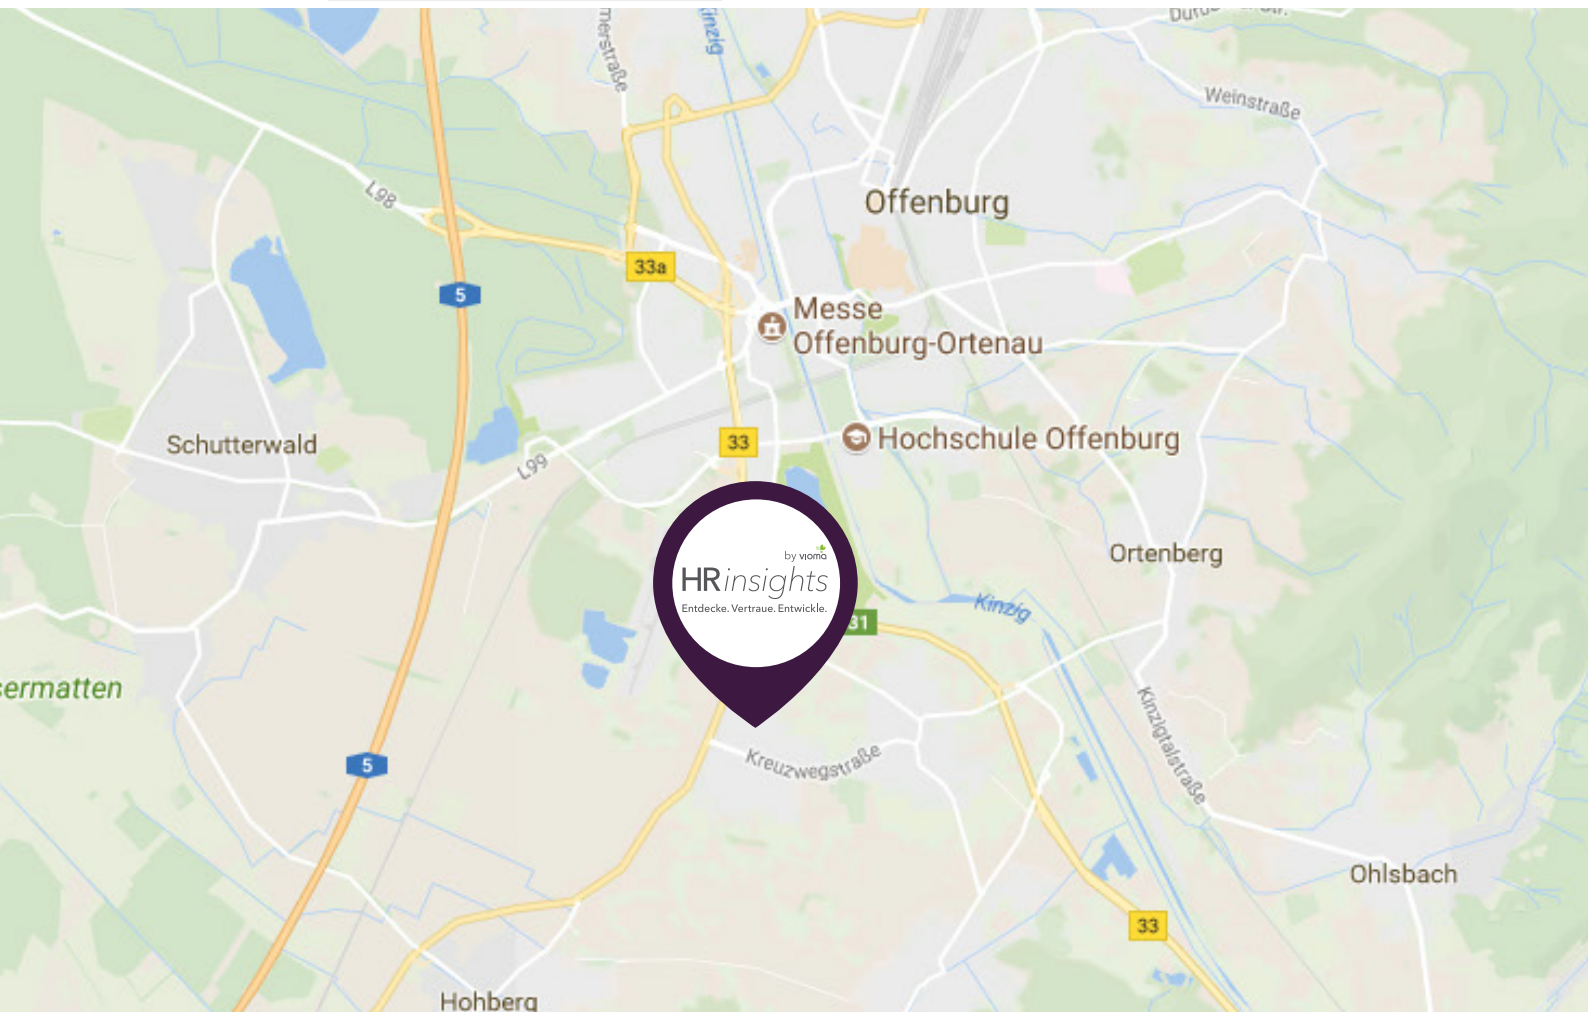 Kinzig
Weinstraße
L98
Offenburg
33a
5
Messe
Offenburg-Ortenau
Schutterwald
33
Hochschule Offenburg
L99
by vioma
HRinsights
Entdecke. Vertraue. Entwickle.
Ortenberg
Kinzig
31
Kinzigtalstraße
5
Kreuzwegstraße
Ohlsbach
33
Hohberg